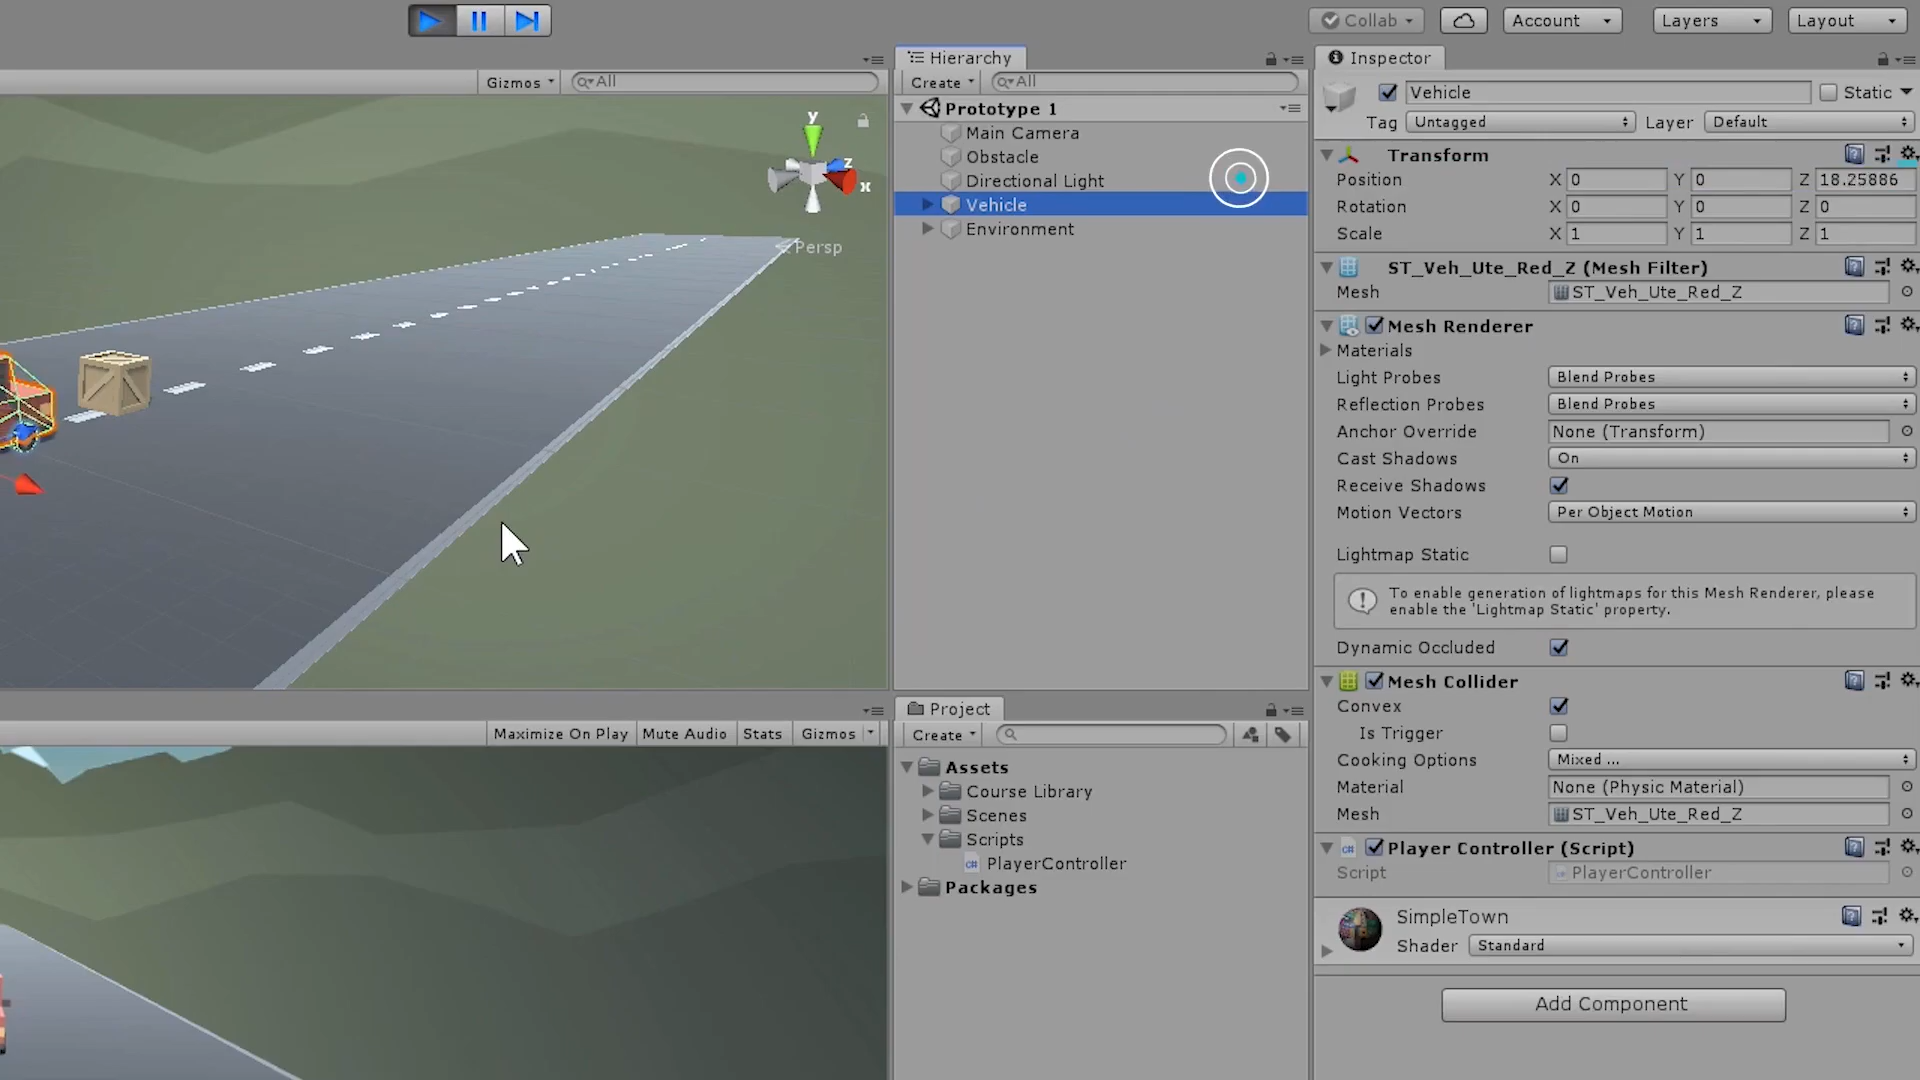 Collab
Account
Layers
Layout
Gizmos
All
y
z
x
Persp
Hierarchy
Create
All
Prototype 1
Main Camera
Obstacle
Directional Light
Vehicle
Environment
Inspector
Vehicle
Static
Tag Untagged Layer Default
Transform
Position X 0 Y 0 Z 18.25886
Rotation X 0 Y 0 Z 0
Scale X 1 Y 1 Z 1
ST_Veh_Ute_Red_Z (Mesh Filter)
Mesh ST_Veh_Ute_Red_Z
Mesh Renderer
Materials
Light Probes Blend Probes
Reflection Probes Blend Probes
Anchor Override None (Transform)
Cast Shadows On
Receive Shadows
Motion Vectors Per Object Motion
Lightmap Static
To enable generation of lightmaps for this Mesh Renderer, please
enable the 'Lightmap Static' property.
Dynamic Occluded
Mesh Collider
Convex
Is Trigger
Cooking Options Mixed ...
Material None (Physic Material)
Mesh ST_Veh_Ute_Red_Z
Player Controller (Script)
Script PlayerController
SimpleTown
Shader Standard
Add Component
Maximize On Play Mute Audio Stats Gizmos
Project
Create
Assets
Course Library
Scenes
Scripts
PlayerController
Packages